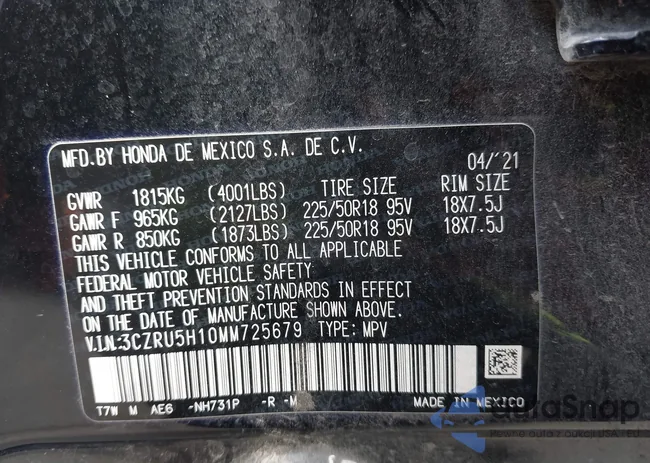 MFD.BY HONDA DE MEXICO S.A. DE C.V. 04/'21
GVWR 1815KG (4001LBS) TIRE SIZE RIM SIZE
GAWR F 965KG (2127LBS) 225/50R18 95V 18X7.5J
GAWR R 850KG (1873LBS) 225/50R18 95V 18X7.5J
THIS VEHICLE CONFORMS TO ALL APPLICABLE
FEDERAL MOTOR VEHICLE SAFETY
AND THEFT PREVENTION STANDARDS IN EFFECT
ON THE DATE OF MANUFACTURE SHOWN ABOVE.
V.I.N:3CZRU5H10MM725679 TYPE: MPV
T7W M AE6 -NH731P -R -M MADE IN MEXICO
autoSnap